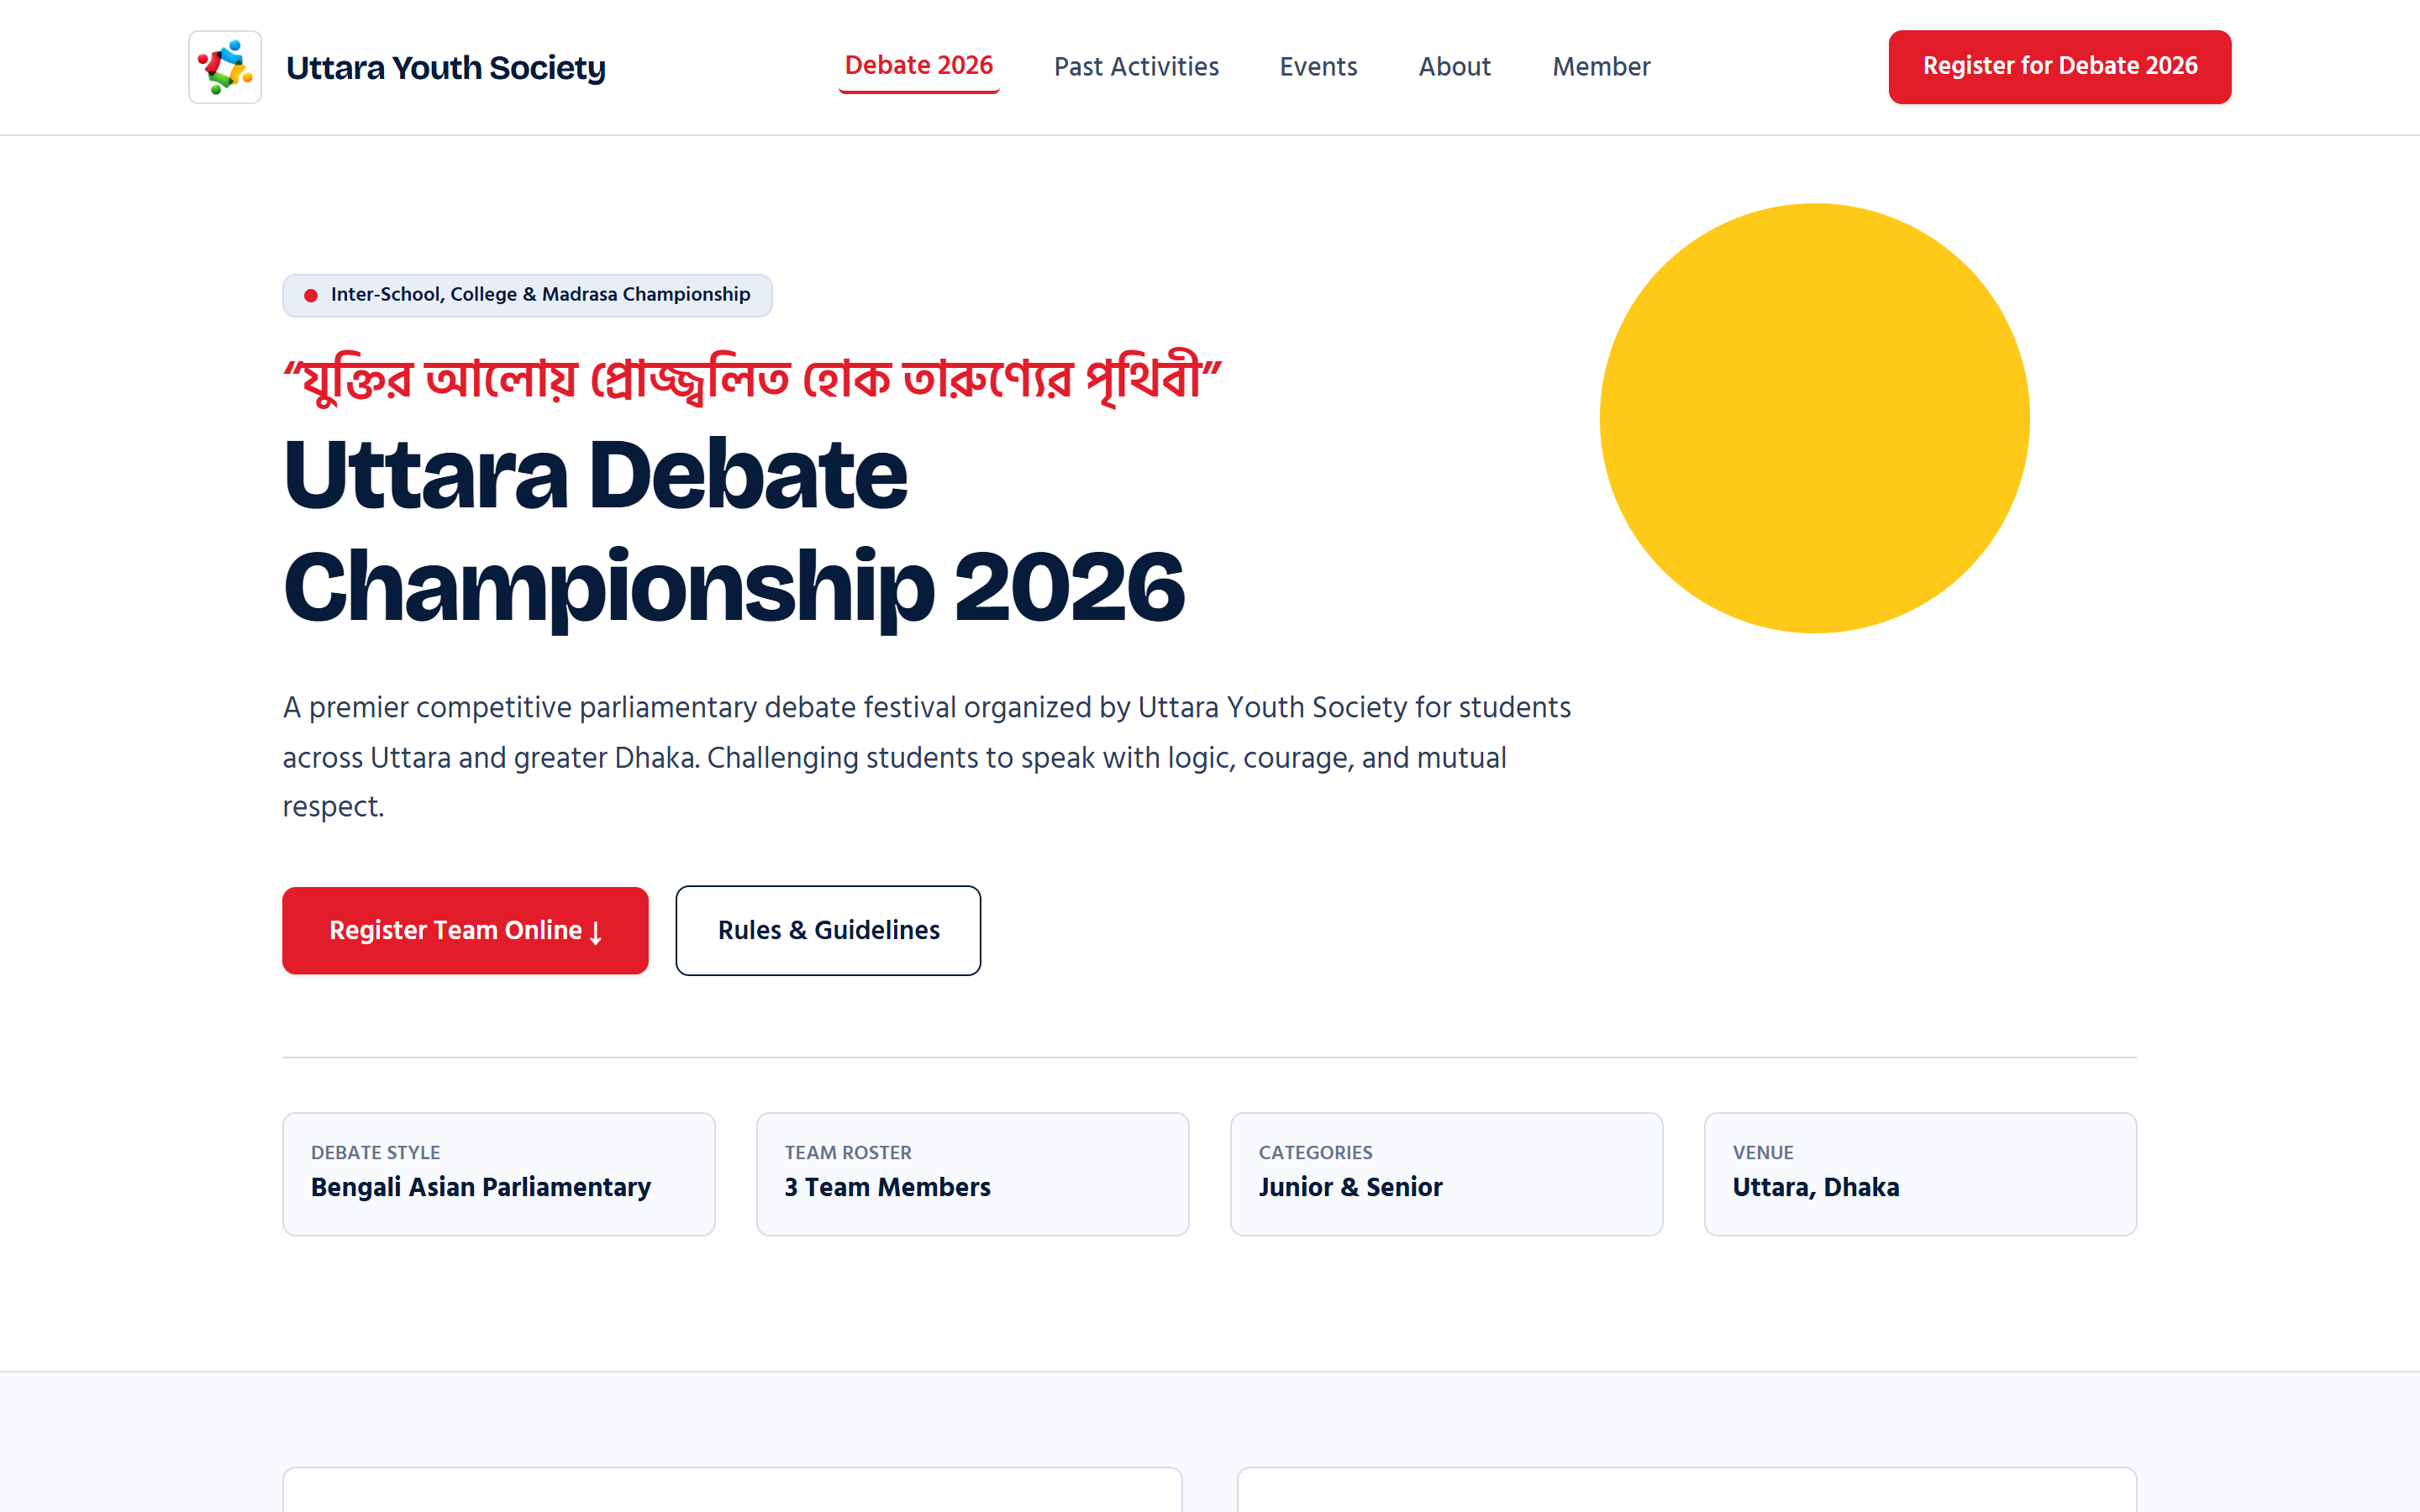 Uttara Youth Society
Debate 2026
Past Activities
Events
About
Member
Register for Debate 2026
Inter-School, College & Madrasa Championship
“যুক্তির আলোয় প্রোজ্জ্বলিত হোক তারুণ্যের পৃথিবী”
Uttara Debate
Championship 2026
A premier competitive parliamentary debate festival organized by Uttara Youth Society for students
across Uttara and greater Dhaka. Challenging students to speak with logic, courage, and mutual
respect.
Register Team Online ↓
Rules & Guidelines
DEBATE STYLE
Bengali Asian Parliamentary
TEAM ROSTER
3 Team Members
CATEGORIES
Junior & Senior
VENUE
Uttara, Dhaka